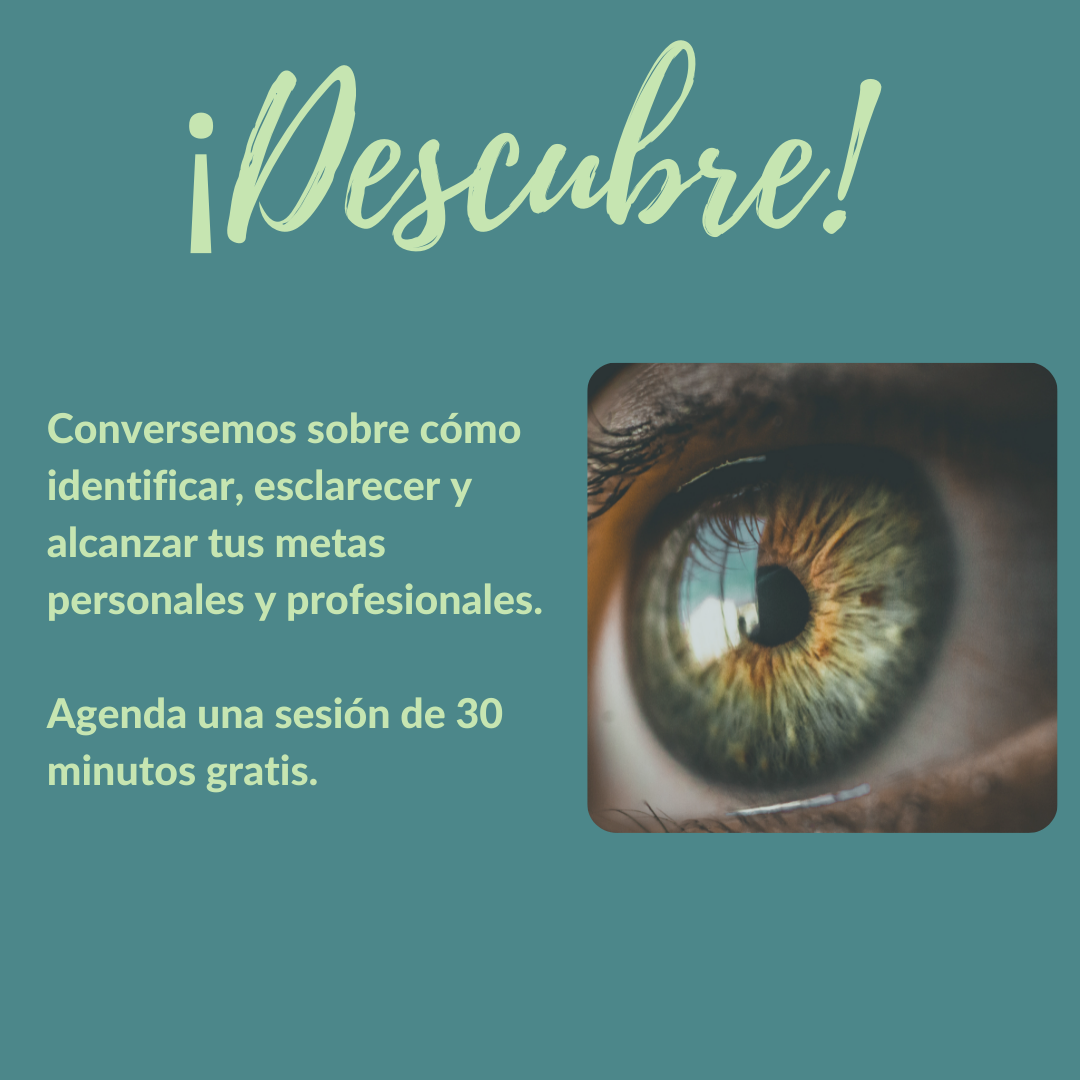 ¡Descubre!
Conversemos sobre cómo
identificar, esclarecer y
alcanzar tus metas
personales y profesionales.
Agenda una sesión de 30
minutos gratis.